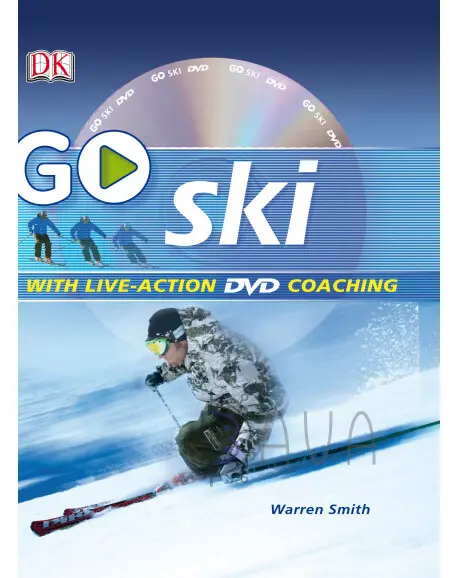 DK
GO SKI DVD GO SKI DVD GO SKI DVD GO SKI DVD
GO
ski
WITH LIVE-ACTION DVD COACHING
Warren Smith